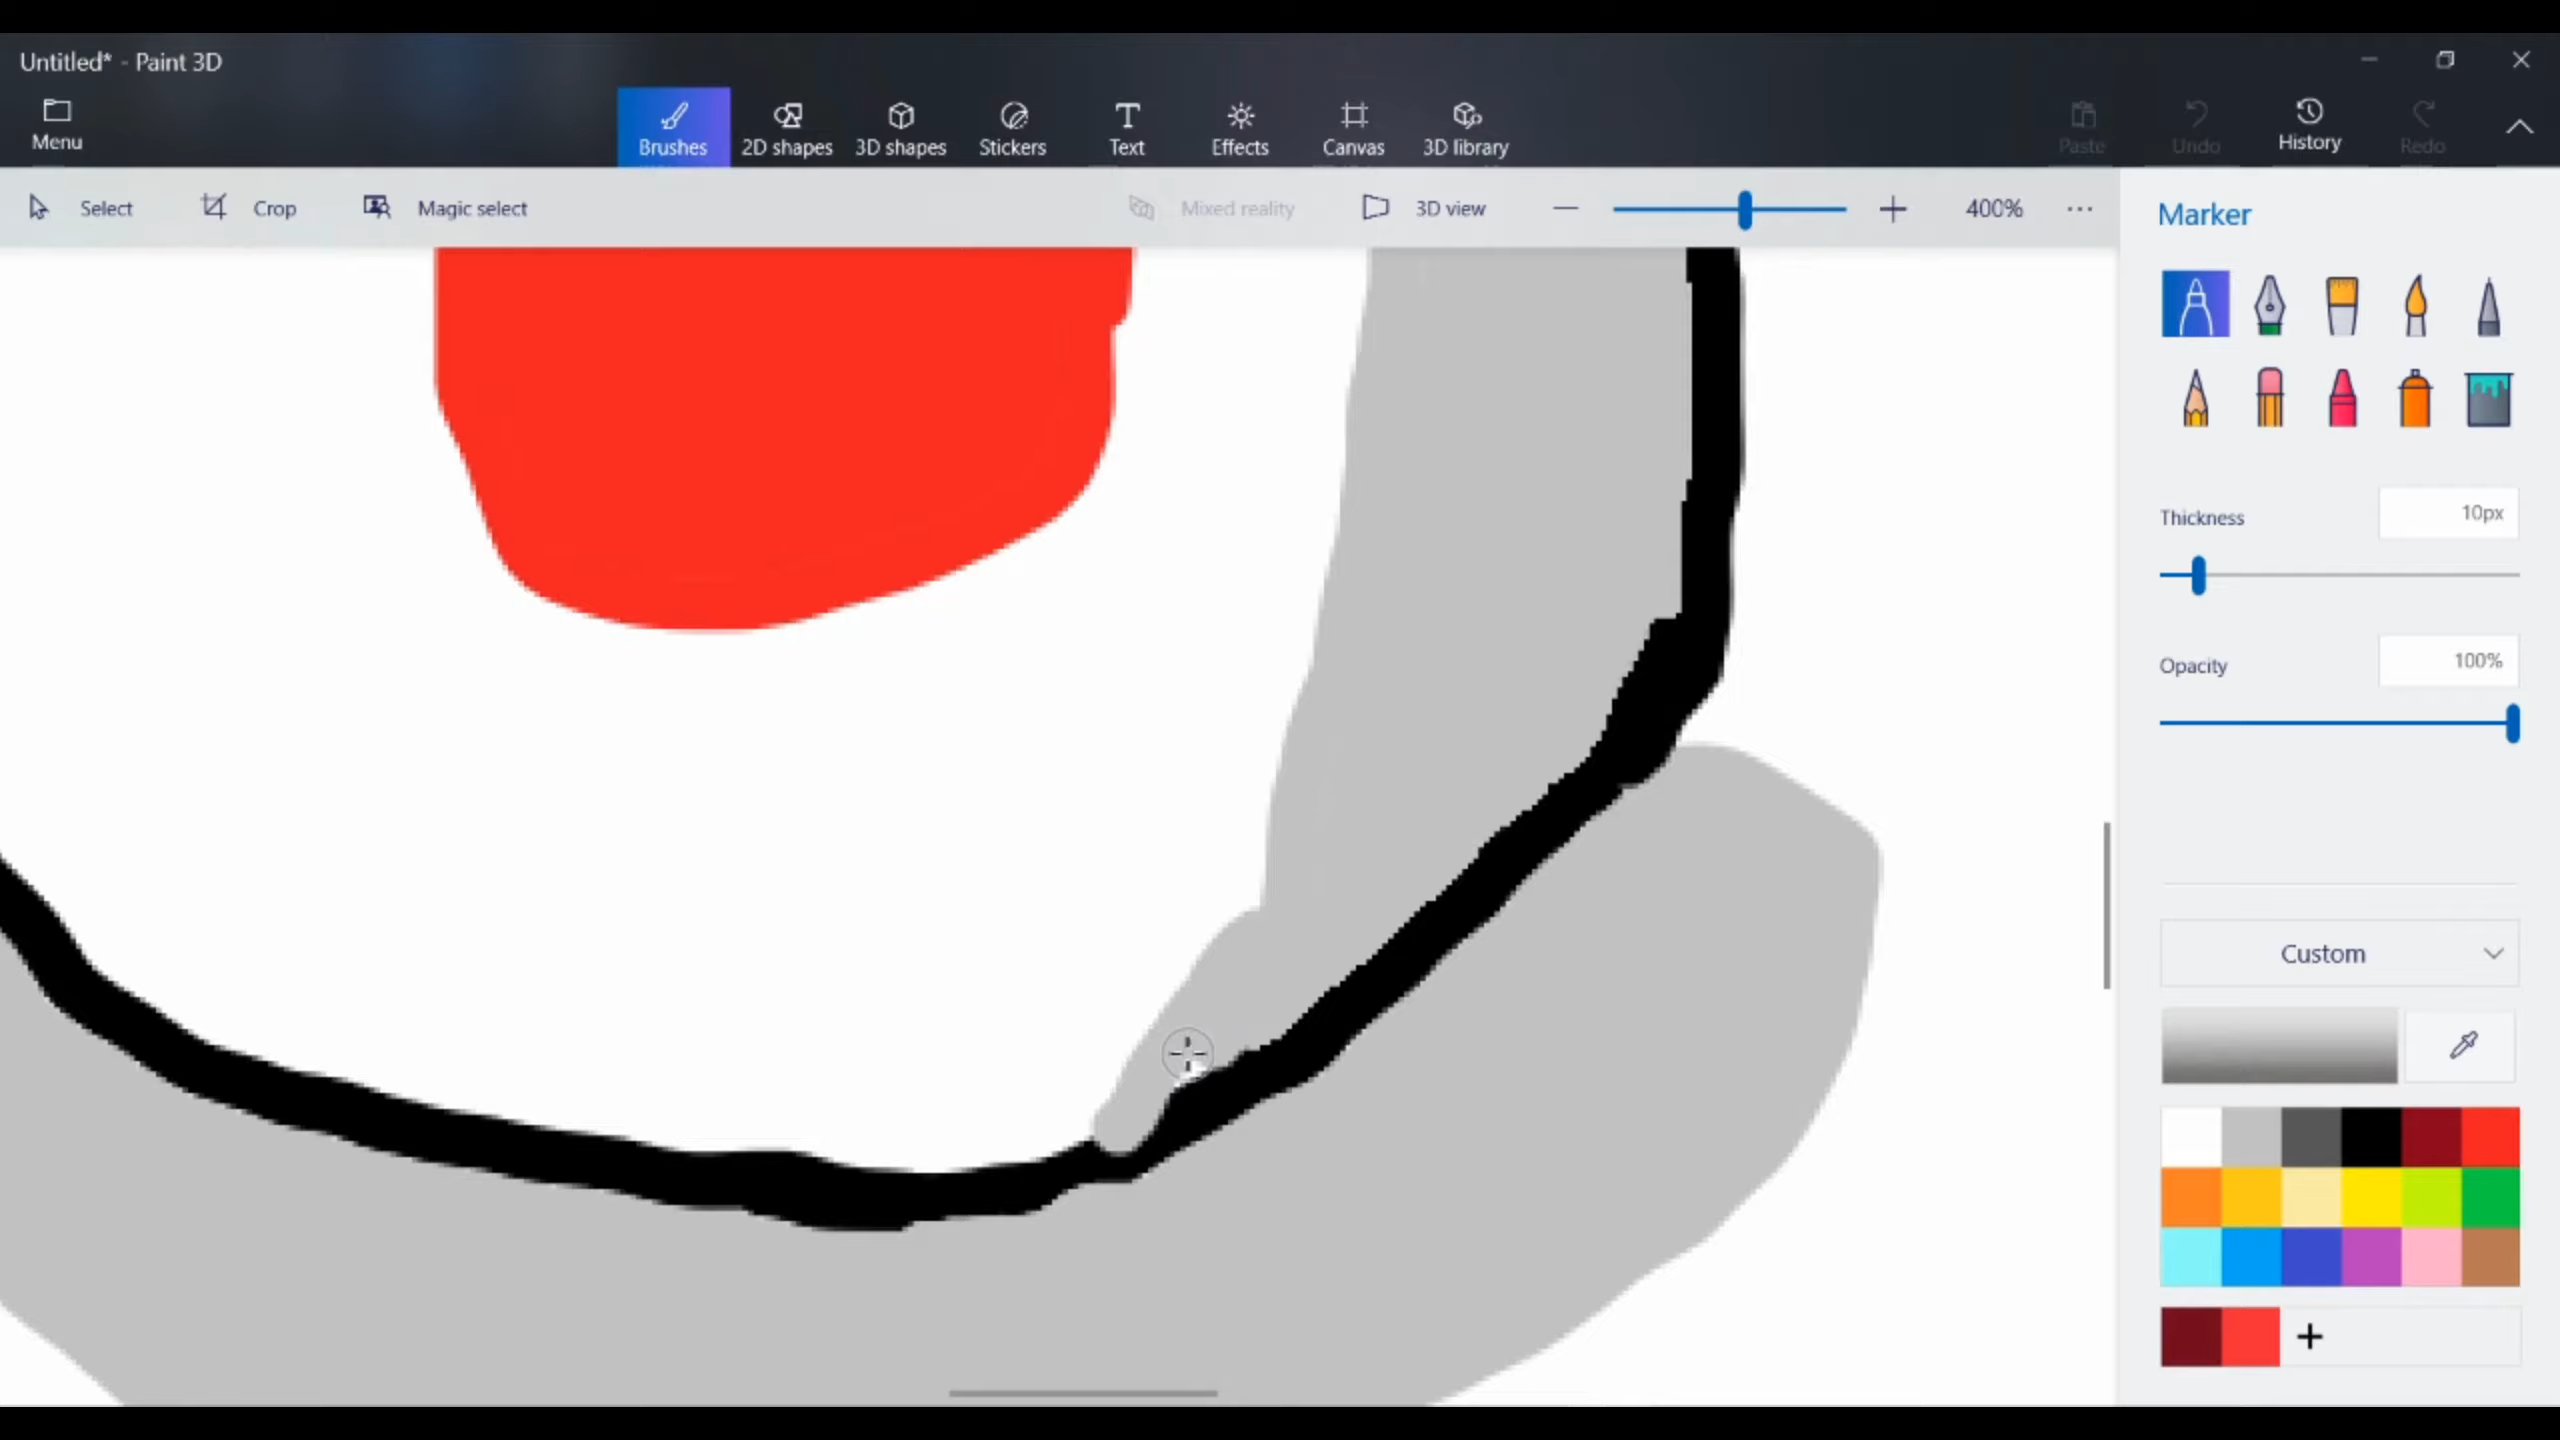 Untitled* - Paint 3D
Menu
Brushes
2D shapes
3D shapes
Stickers
Text
Effects
Canvas
3D library
Paste
Undo
History
Redo
Select
Crop
Magic select
Mixed reality
3D view
400%
Marker
Thickness
10px
Opacity
100%
Custom